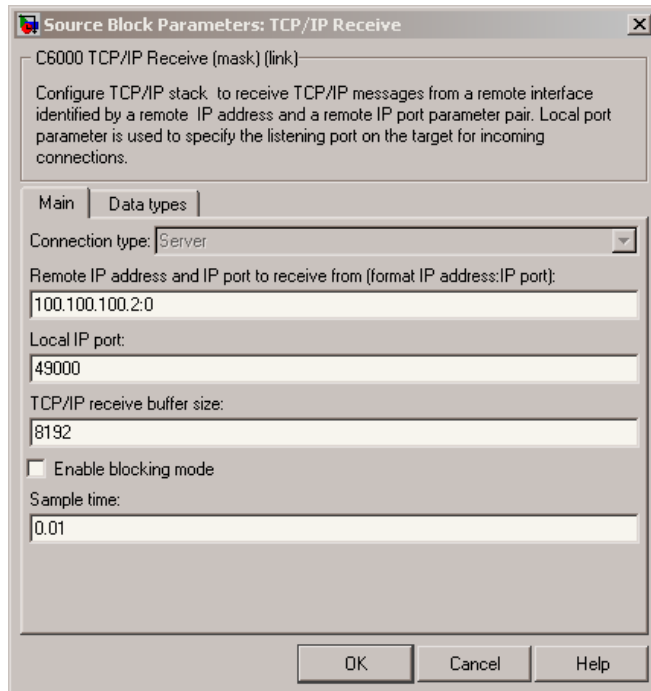 Source Block Parameters: TCP/IP Receive
C6000 TCP/IP Receive (mask) (link)
Configure TCP/IP stack to receive TCP/IP messages from a remote interface
identified by a remote IP address and a remote IP port parameter pair. Local port
parameter is used to specify the listening port on the target for incoming
connections.
Main Data types
Connection type: Server
Remote IP address and IP port to receive from (format IP address:IP port):
100.100.100.2:0
Local IP port:
49000
TCP/IP receive buffer size:
8192
Enable blocking mode
Sample time:
0.01
OK Cancel Help